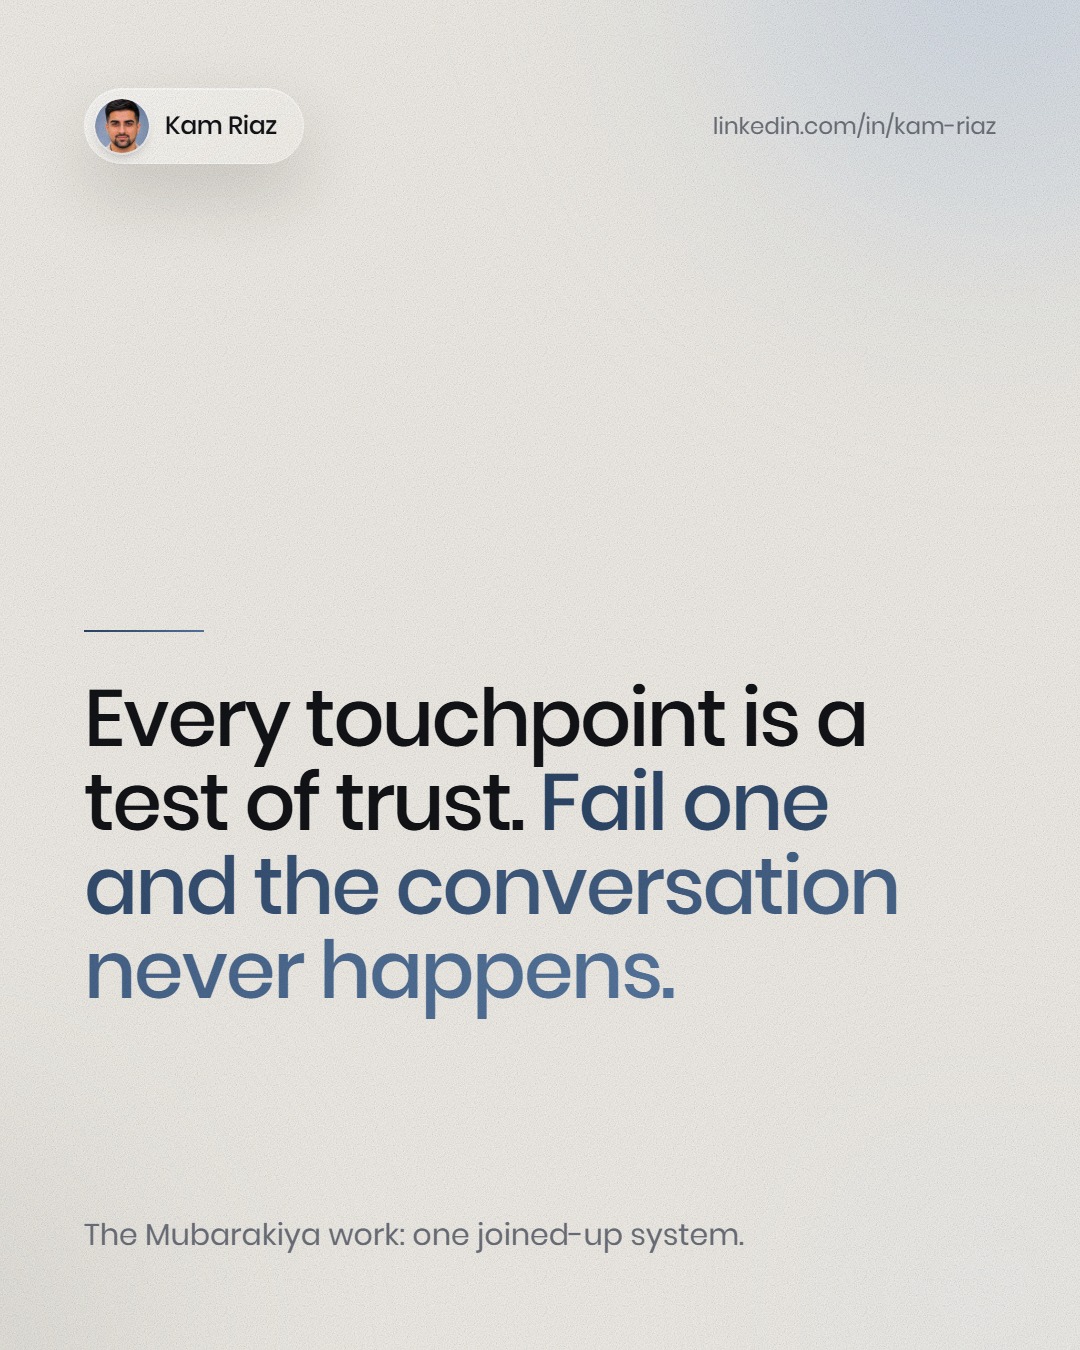 Kam Riaz
linkedin.com/in/kam-riaz
Every touchpoint is a
test of trust. Fail one
and the conversation
never happens.
The Mubarakiya work: one joined-up system.